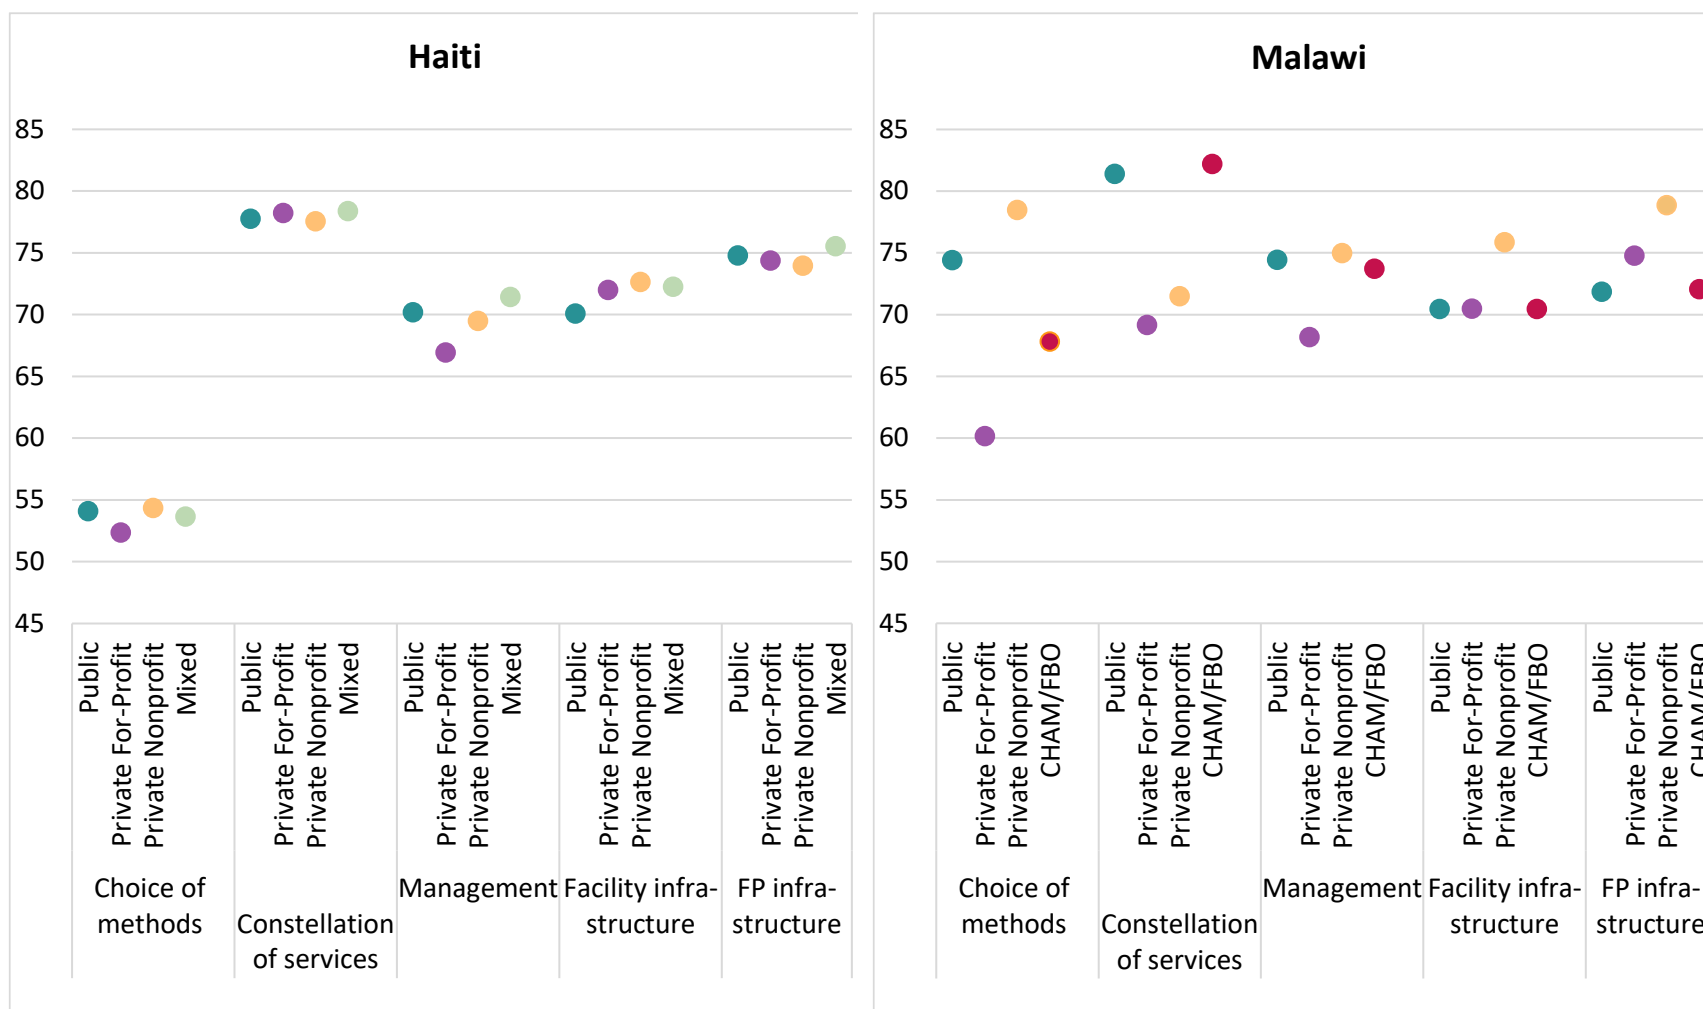 Haiti
85
80
75
70
65
60
55
50
45
Public
Private For-Profit
Private Nonprofit
Mixed
Public
Private For-Profit
Private Nonprofit
Mixed
Public
Private For-Profit
Private Nonprofit
Mixed
Public
Private For-Profit
Private Nonprofit
Mixed
Public
Private For-Profit
Private Nonprofit
Mixed
Choice of
methods
Constellation
of services
Management
Facility infra-
structure
FP infra-
structure
Malawi
85
80
75
70
65
60
55
50
45
Public
Private For-Profit
Private Nonprofit
CHAM/FBO
Public
Private For-Profit
Private Nonprofit
CHAM/FBO
Public
Private For-Profit
Private Nonprofit
CHAM/FBO
Public
Private For-Profit
Private Nonprofit
CHAM/FBO
Public
Private For-Profit
Private Nonprofit
CHAM/FBO
Choice of
methods
Constellation
of services
Management
Facility infra-
structure
FP infra-
structure